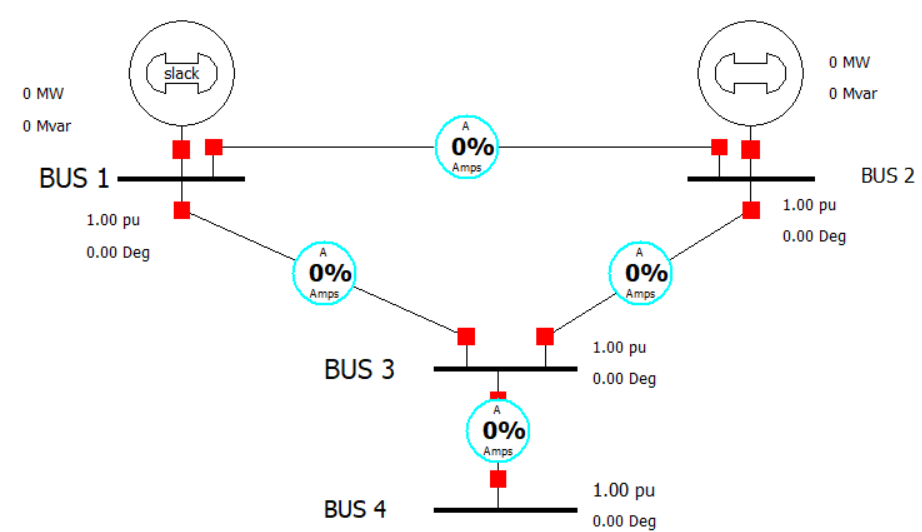 slack
0 MW
0 Mvar
0 MW
0 Mvar
A
0%
Amps
BUS 1
BUS 2
1.00 pu
0.00 Deg
1.00 pu
0.00 Deg
A
0%
Amps
A
0%
Amps
BUS 3
1.00 pu
0.00 Deg
A
0%
Amps
BUS 4
1.00 pu
0.00 Deg